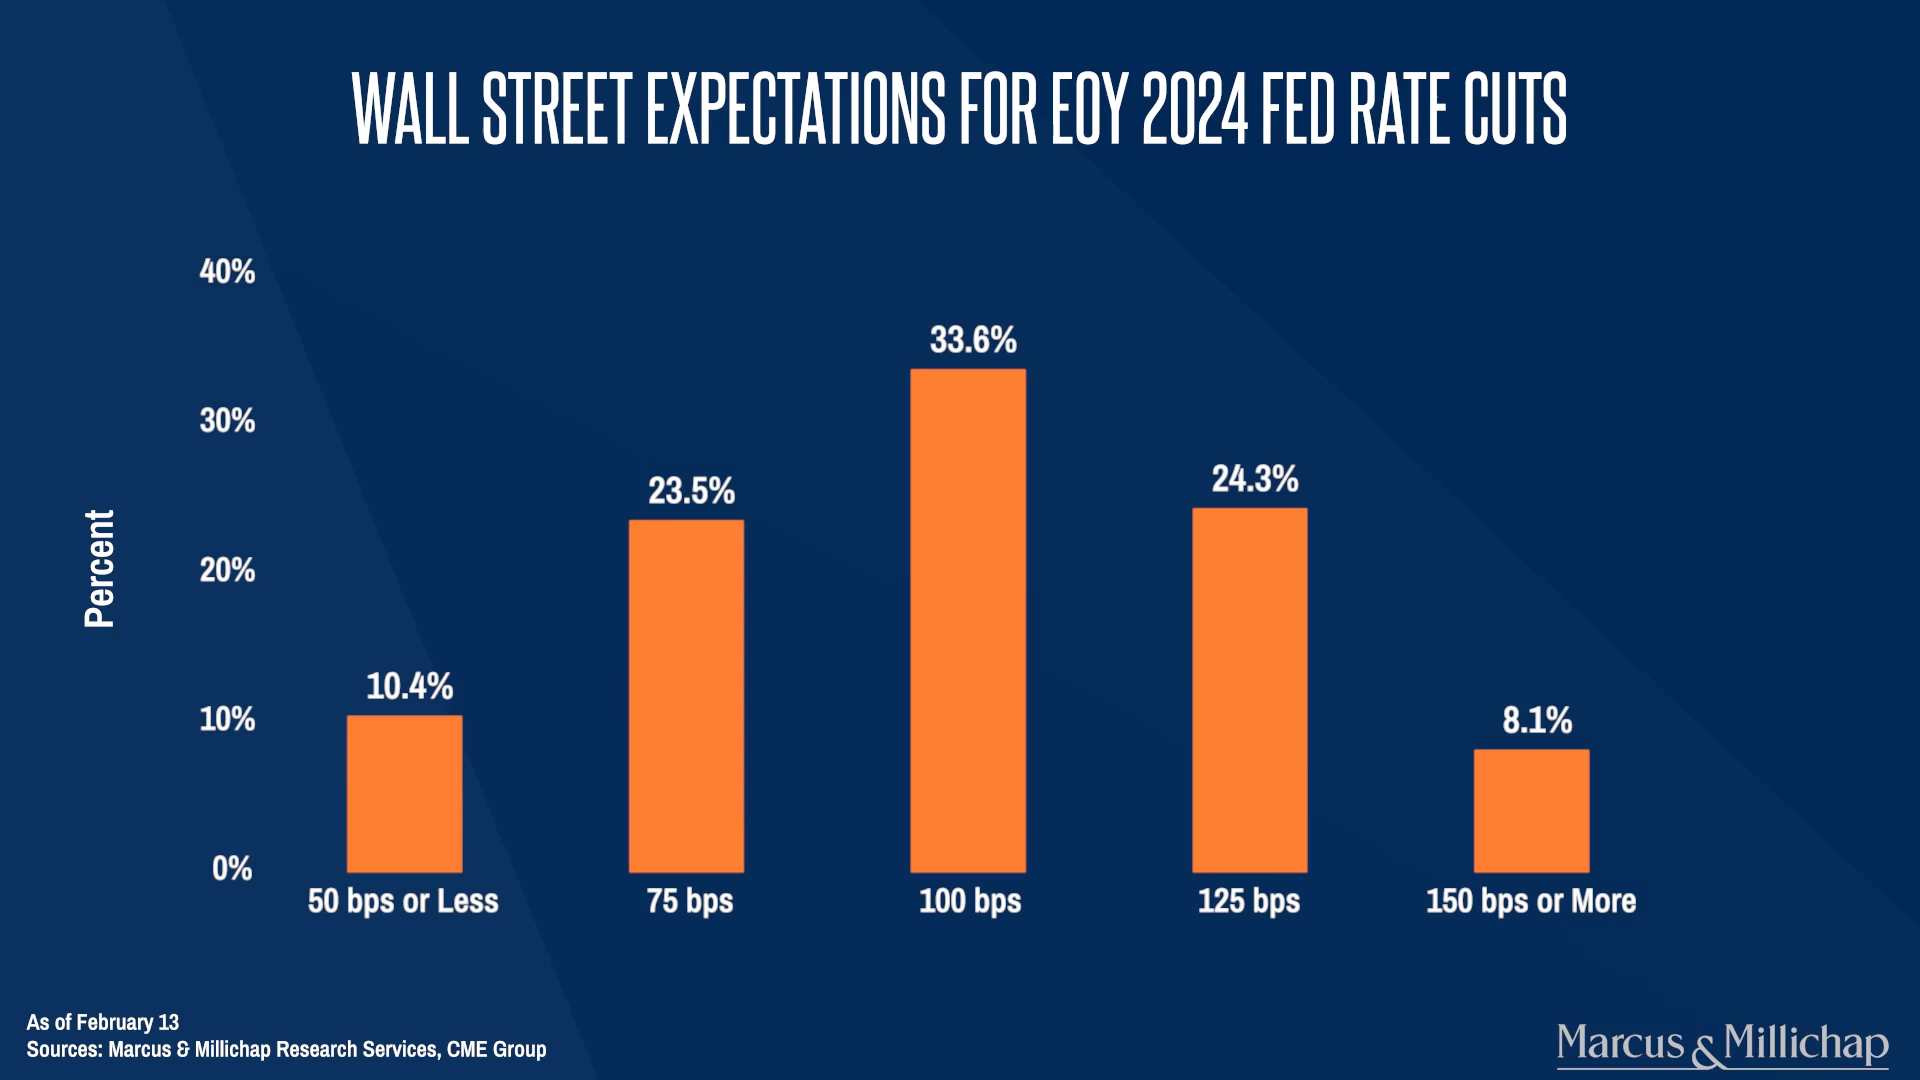 WALL STREET EXPECTATIONS FOR EOY 2024 FED RATE CUTS
Percent
40%
30%
20%
10%
0%
10.4%
23.5%
33.6%
24.3%
8.1%
50 bps or Less
75 bps
100 bps
125 bps
150 bps or More
As of February 13
Sources: Marcus & Millichap Research Services, CME Group
Marcus & Millichap